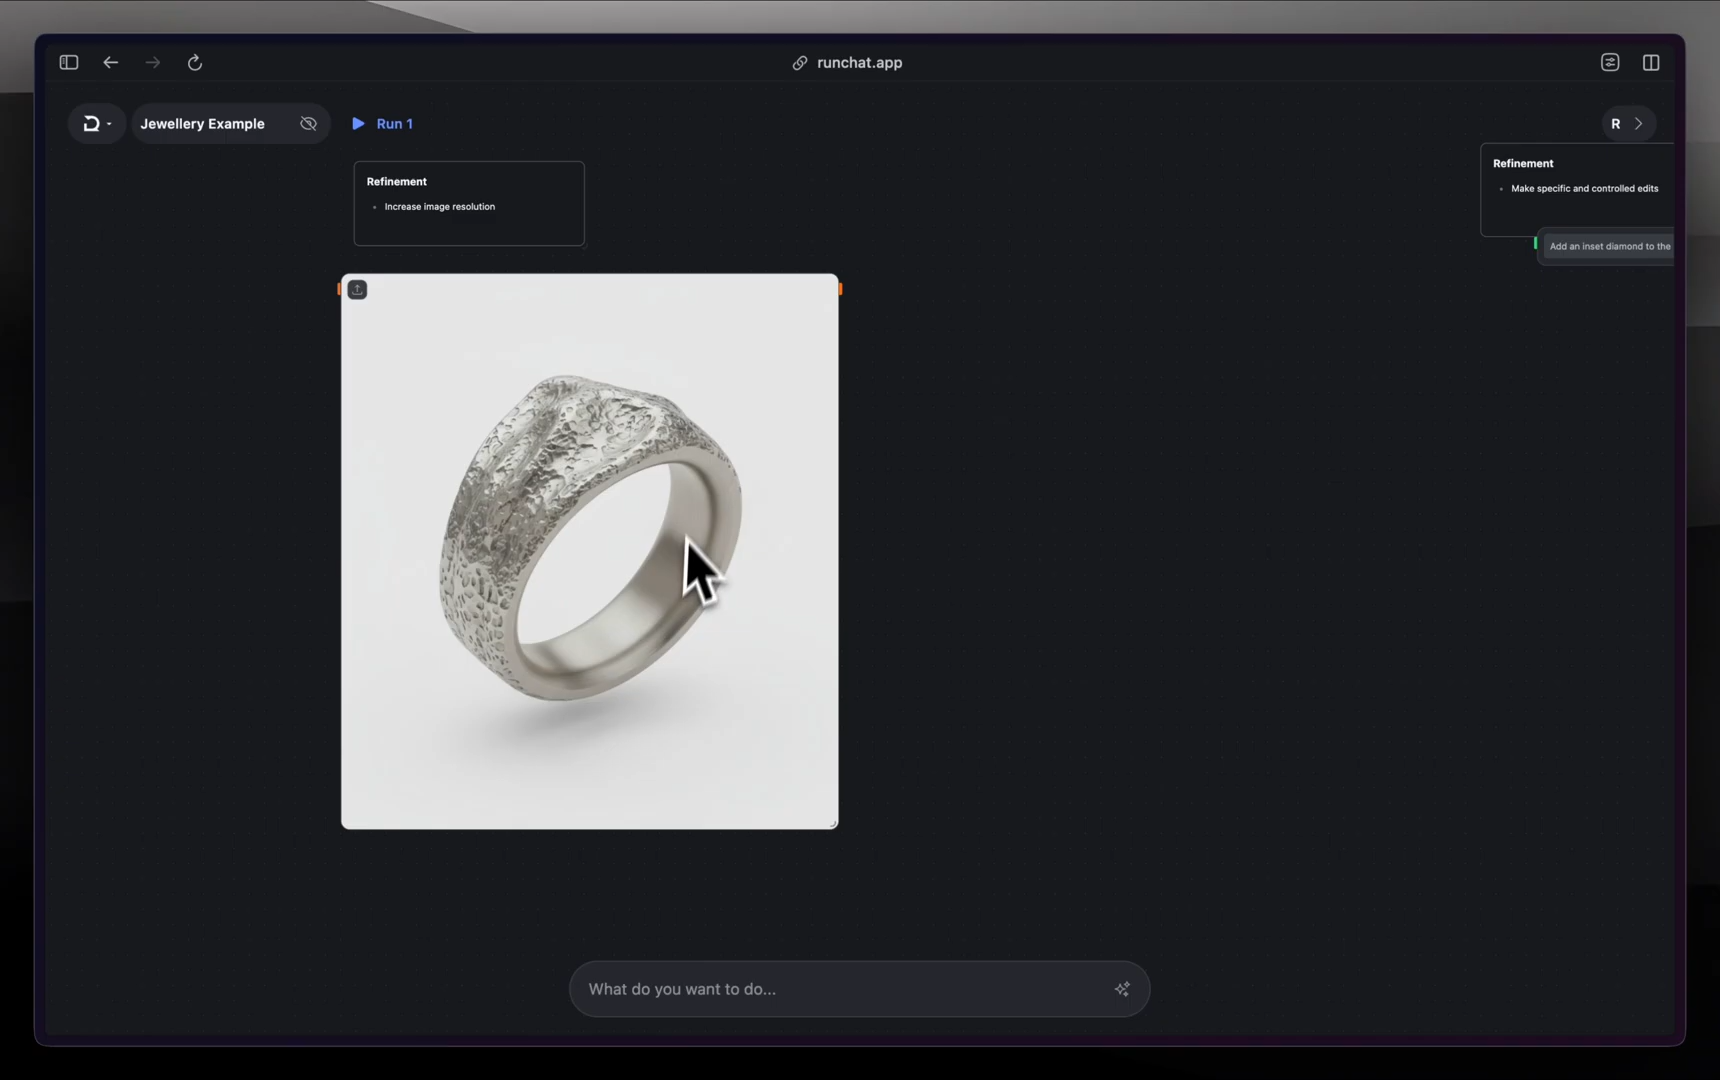 runchat.app
Jewellery Example
Run 1
R
Refinement
Increase image resolution
Refinement
Make specific and controlled edits
Add an inset diamond to the
What do you want to do...